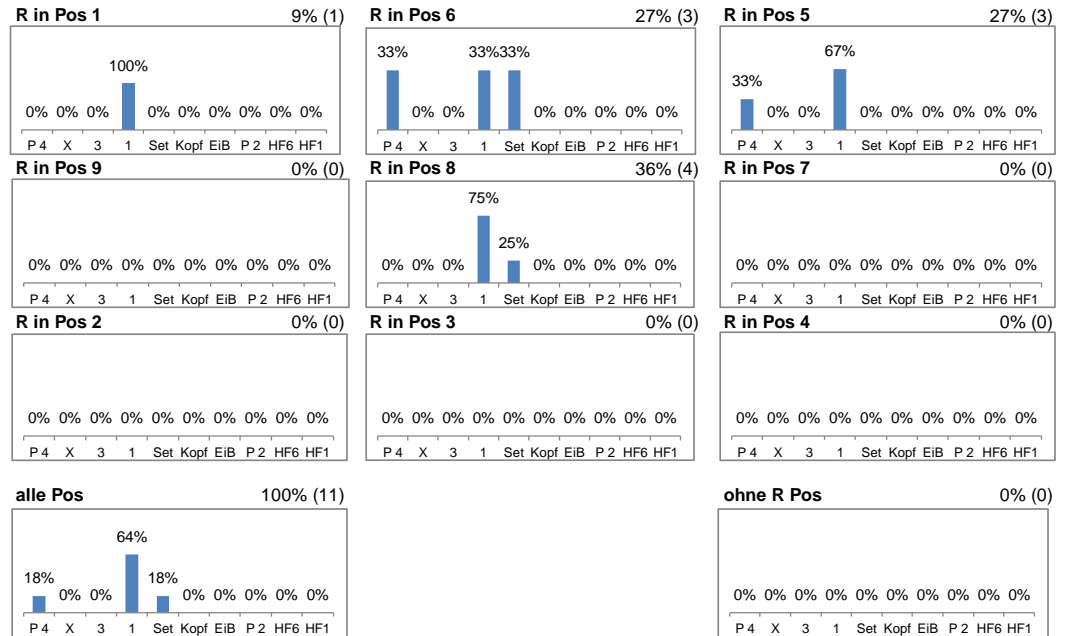 R in Pos 1 9% (1)
100%
0% 0% 0% 0% 0% 0% 0% 0% 0%
P 4 X 3 1 Set Kopf EiB P 2 HF6 HF1
R in Pos 6 27% (3)
33% 33% 33%
0% 0% 0% 0% 0% 0% 0%
P 4 X 3 1 Set Kopf EiB P 2 HF6 HF1
R in Pos 5 27% (3)
67%
33%
0% 0% 0% 0% 0% 0% 0% 0%
P 4 X 3 1 Set Kopf EiB P 2 HF6 HF1
R in Pos 9 0% (0)
0% 0% 0% 0% 0% 0% 0% 0% 0% 0%
P 4 X 3 1 Set Kopf EiB P 2 HF6 HF1
R in Pos 8 36% (4)
75%
25%
0% 0% 0% 0% 0% 0% 0% 0%
P 4 X 3 1 Set Kopf EiB P 2 HF6 HF1
R in Pos 7 0% (0)
0% 0% 0% 0% 0% 0% 0% 0% 0% 0%
P 4 X 3 1 Set Kopf EiB P 2 HF6 HF1
R in Pos 2 0% (0)
0% 0% 0% 0% 0% 0% 0% 0% 0% 0%
P 4 X 3 1 Set Kopf EiB P 2 HF6 HF1
R in Pos 3 0% (0)
0% 0% 0% 0% 0% 0% 0% 0% 0% 0%
P 4 X 3 1 Set Kopf EiB P 2 HF6 HF1
R in Pos 4 0% (0)
0% 0% 0% 0% 0% 0% 0% 0% 0% 0%
P 4 X 3 1 Set Kopf EiB P 2 HF6 HF1
alle Pos 100% (11)
64%
18% 18%
0% 0% 0% 0% 0% 0% 0%
P 4 X 3 1 Set Kopf EiB P 2 HF6 HF1
ohne R Pos 0% (0)
0% 0% 0% 0% 0% 0% 0% 0% 0% 0%
P 4 X 3 1 Set Kopf EiB P 2 HF6 HF1